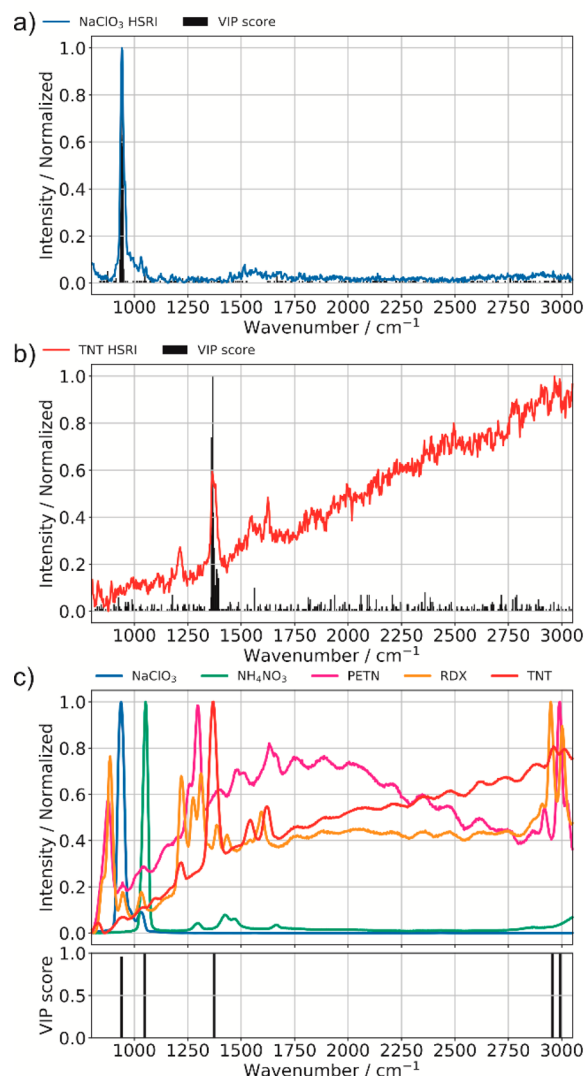 a)
NaClO₃ HSRI VIP score
1.0
0.8
0.6
0.4
0.2
0.0
Intensity / Normalized
1000 1250 1500 1750 2000 2250 2500 2750 3000
Wavenumber / cm⁻¹
b)
TNT HSRI VIP score
1.0
0.8
0.6
0.4
0.2
0.0
Intensity / Normalized
1000 1250 1500 1750 2000 2250 2500 2750 3000
Wavenumber / cm⁻¹
c)
NaClO₃ NH₄NO₃ PETN RDX TNT
1.0
0.8
0.6
0.4
0.2
0.0
Intensity / Normalized
1.0
0.5
0.0
VIP score
1000 1250 1500 1750 2000 2250 2500 2750 3000
Wavenumber / cm⁻¹